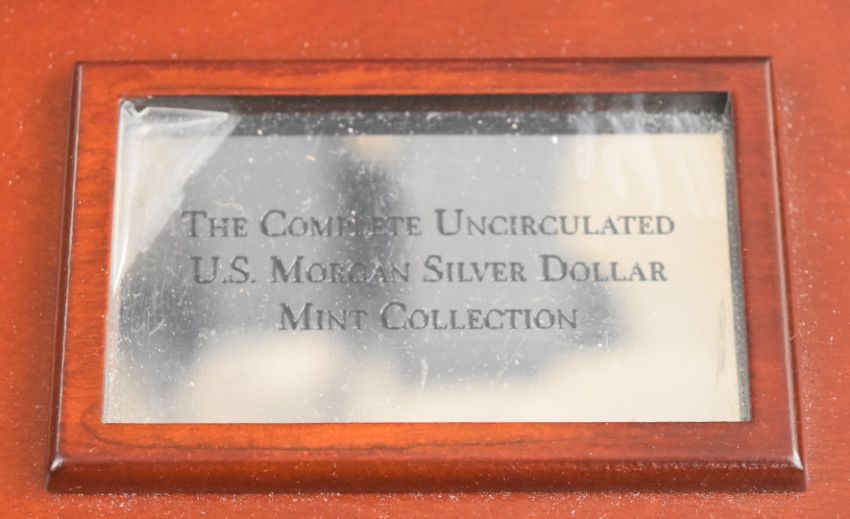 The Complete Uncirculated
U.S. Morgan Silver Dollar
Mint Collection